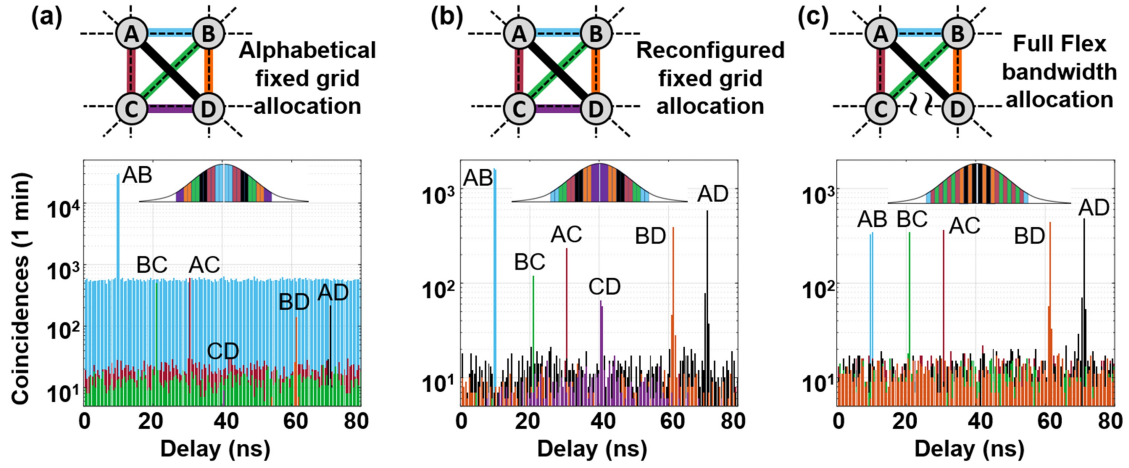 (a)
A
B
C
D
Alphabetical
fixed grid
allocation
Coincidences (1 min)
10⁴
10³
10²
10¹
AB
BC
AC
CD
BD
AD
0
20
40
60
80
Delay (ns)
(b)
A
B
C
D
Reconfigured
fixed grid
allocation
10³
10²
10¹
AB
BC
AC
CD
BD
AD
0
20
40
60
80
Delay (ns)
(c)
A
B
C
D
Full Flex
bandwidth
allocation
10³
10²
10¹
AB
BC
AC
BD
AD
0
20
40
60
80
Delay (ns)